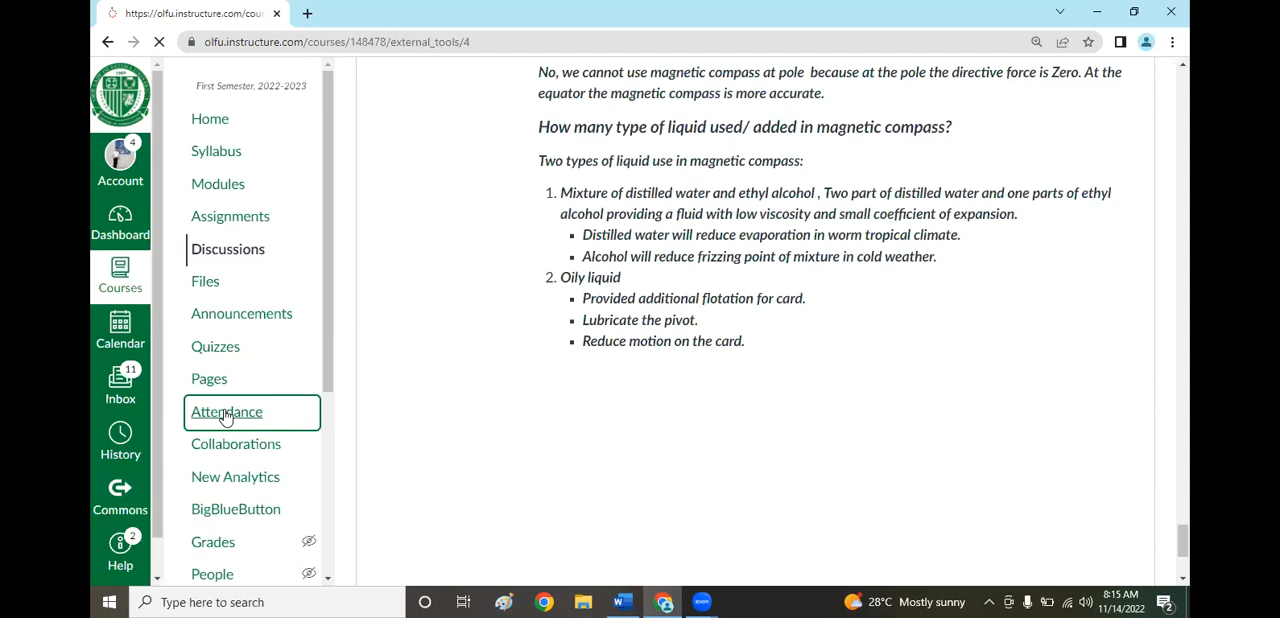 https://olfu.instructure.com/cou
olfu.instructure.com/courses/148478/external_tools/4
First Semester, 2022-2023
Home
Syllabus
Modules
Assignments
Discussions
Files
Announcements
Quizzes
Pages
Attendance
Collaborations
New Analytics
BigBlueButton
Grades
People
4
Account
Dashboard
Courses
Calendar
11
Inbox
History
Commons
2
Help
No, we cannot use magnetic compass at pole because at the pole the directive force is Zero. At the
equator the magnetic compass is more accurate.
How many type of liquid used/ added in magnetic compass?
Two types of liquid use in magnetic compass:
1. Mixture of distilled water and ethyl alcohol , Two part of distilled water and one parts of ethyl
alcohol providing a fluid with low viscosity and small coefficient of expansion.
▪ Distilled water will reduce evaporation in worm tropical climate.
▪ Alcohol will reduce frizzing point of mixture in cold weather.
2. Oily liquid
▪ Provided additional flotation for card.
▪ Lubricate the pivot.
▪ Reduce motion on the card.
Type here to search
zoom
28°C Mostly sunny
8:15 AM
11/14/2022
2